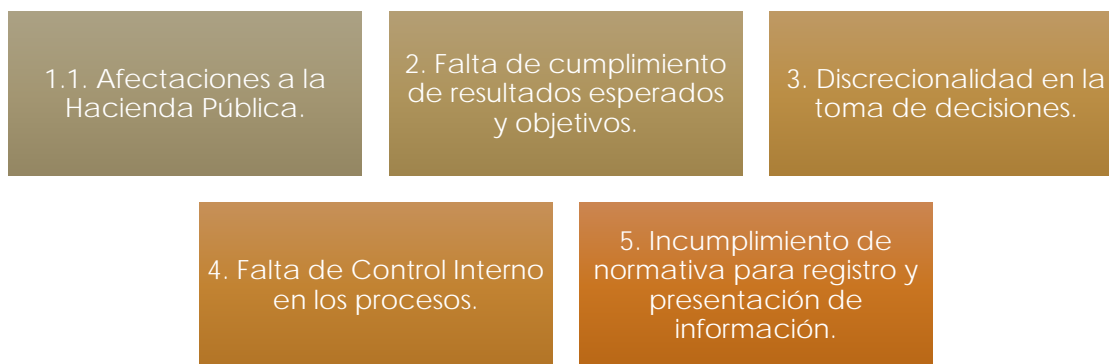 1.1. Afectaciones a la
Hacienda Pública.
2. Falta de cumplimiento
de resultados esperados
y objetivos.
3. Discrecionalidad en la
toma de decisiones.
4. Falta de Control Interno
en los procesos.
5. Incumplimiento de
normativa para registro y
presentación de
información.